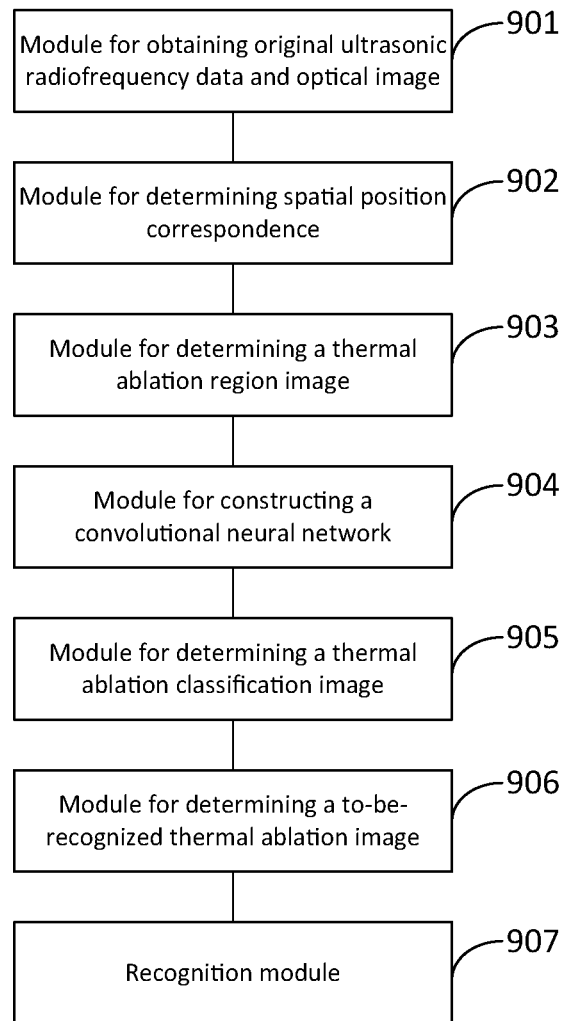 Module for obtaining original ultrasonic
radiofrequency data and optical image
901
Module for determining spatial position
correspondence
902
Module for determining a thermal
ablation region image
903
Module for constructing a
convolutional neural network
904
Module for determining a thermal
ablation classification image
905
Module for determining a to-be-
recognized thermal ablation image
906
Recognition module
907